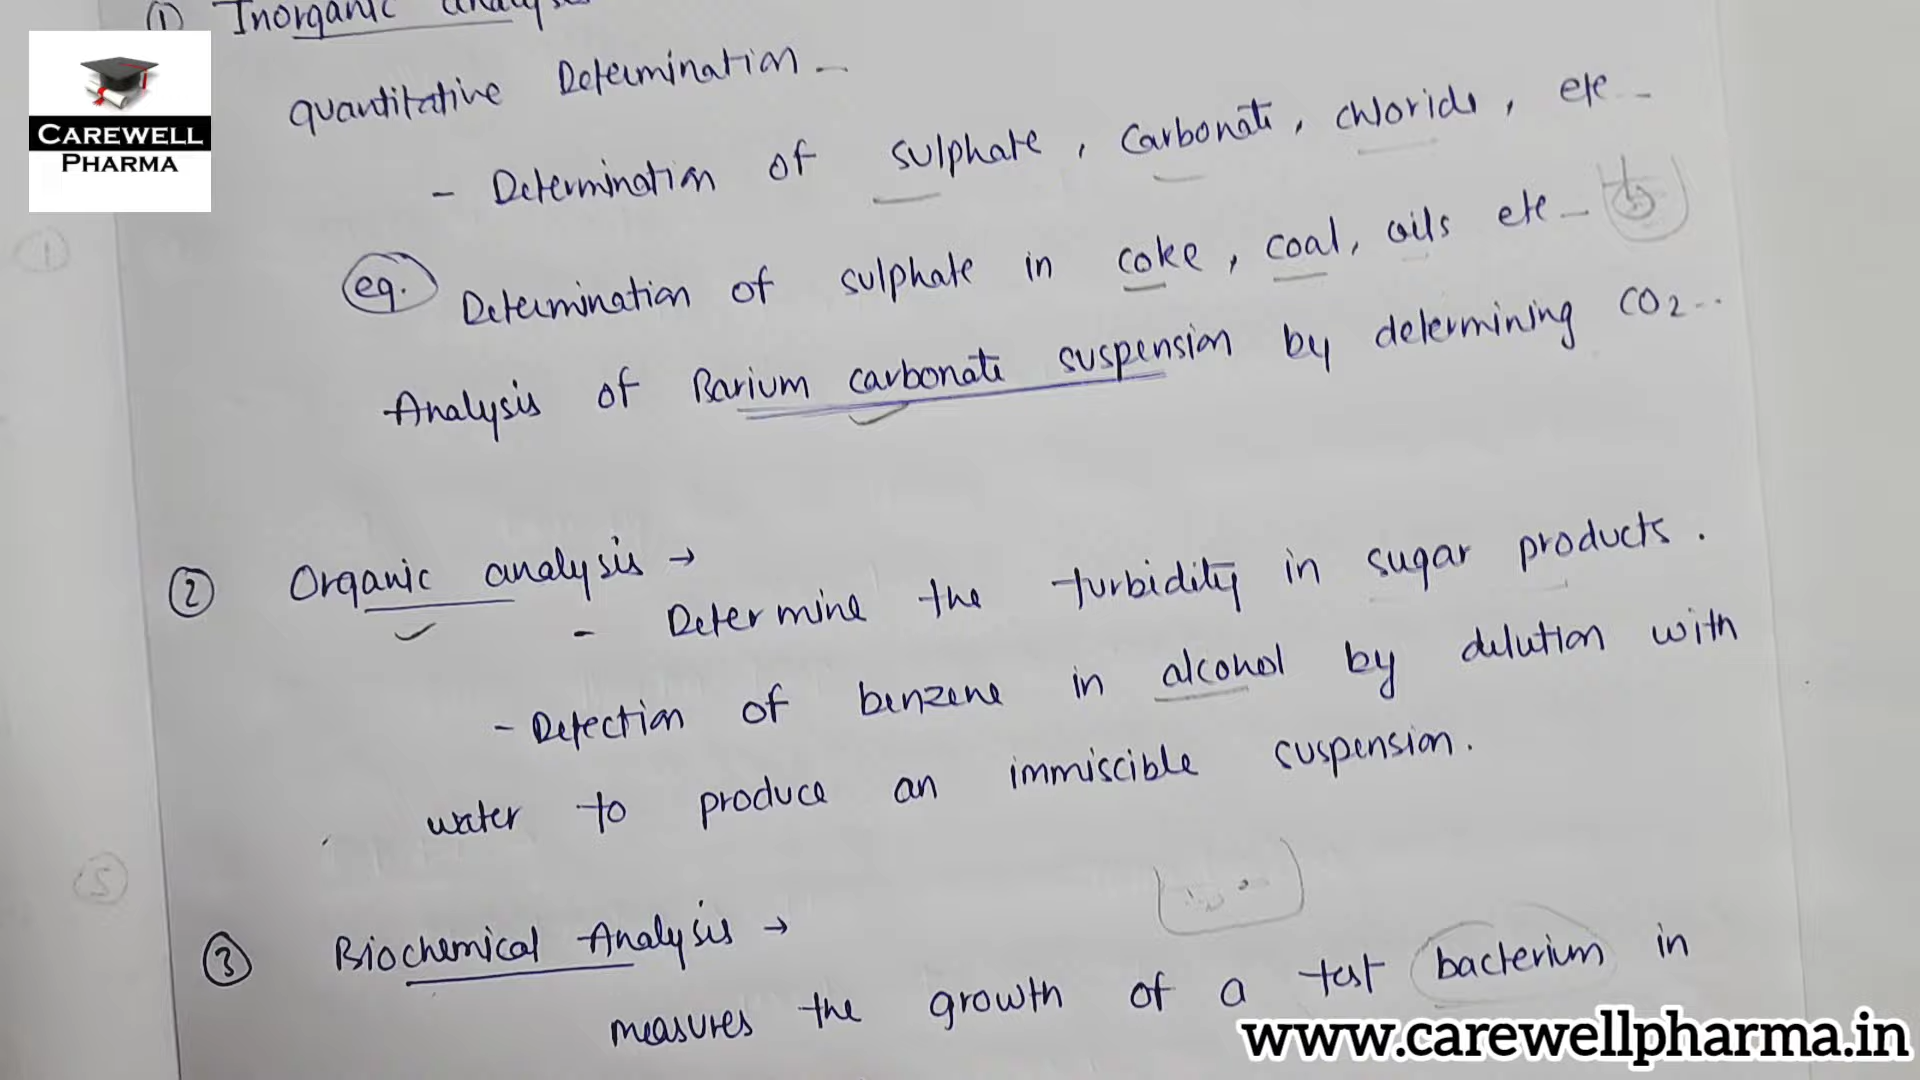 ① Inorganic analysis
CAREWELL
PHARMA
quantitative Determination -
- Determination of sulphate, carbonate, chloride, etc -
eg. Determination of sulphate in coke, coal, oils etc -
Analysis of Barium carbonate suspension by determining CO2 ..
② Organic analysis →
- Determine the turbidity in sugar products.
- Detection of benzene in alcohol by dilution with
water to produce an immiscible suspension.
③ Biochemical Analysis →
measures the growth of a test bacterium in
www.carewellpharma.in